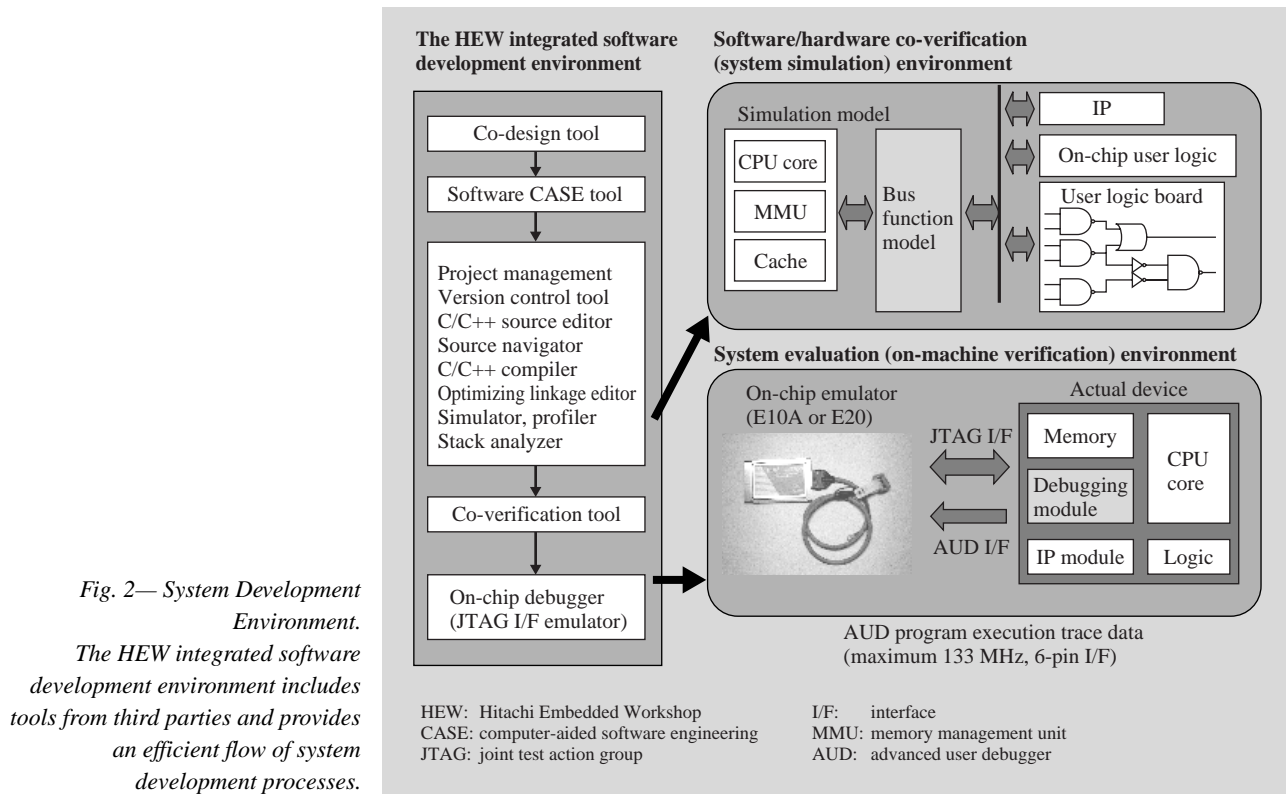 The HEW integrated software
development environment
Co-design tool
Software CASE tool
Project management
Version control tool
C/C++ source editor
Source navigator
C/C++ compiler
Optimizing linkage editor
Simulator, profiler
Stack analyzer
Co-verification tool
On-chip debugger
(JTAG I/F emulator)
Software/hardware co-verification
(system simulation) environment
Simulation model
CPU core
MMU
Cache
Bus
function
model
IP
On-chip user logic
User logic board
System evaluation (on-machine verification) environment
On-chip emulator
(E10A or E20)
JTAG I/F
AUD I/F
Actual device
Memory
Debugging
module
CPU
core
IP module
Logic
AUD program execution trace data
(maximum 133 MHz, 6-pin I/F)
HEW: Hitachi Embedded Workshop
CASE: computer-aided software engineering
JTAG: joint test action group
I/F: interface
MMU: memory management unit
AUD: advanced user debugger
Fig. 2— System Development
Environment.
The HEW integrated software
development environment includes
tools from third parties and provides
an efficient flow of system
development processes.